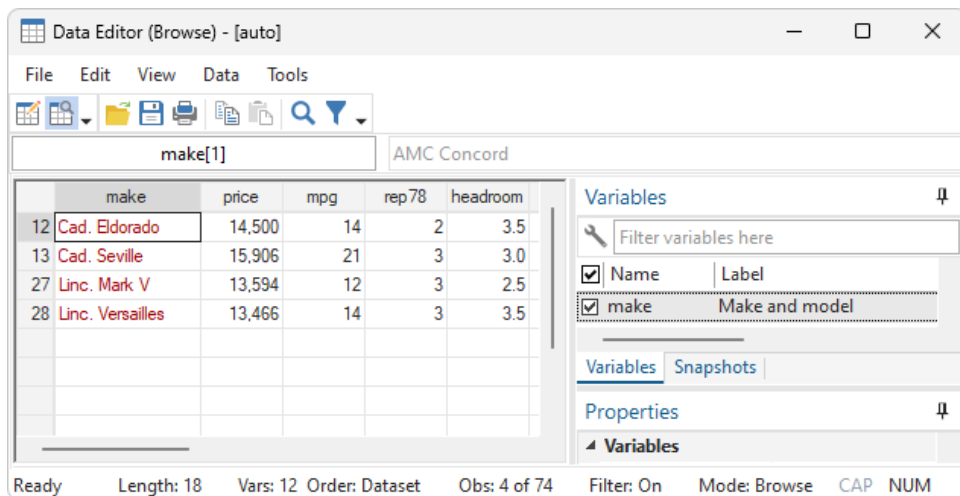 Data Editor (Browse) - [auto]
File Edit View Data Tools
make[1] AMC Concord
make price mpg rep78 headroom
12 Cad. Eldorado 14,500 14 2 3.5
13 Cad. Seville 15,906 21 3 3.0
27 Linc. Mark V 13,594 12 3 2.5
28 Linc. Versailles 13,466 14 3 3.5
Variables
Filter variables here
Name Label
make Make and model
Variables Snapshots
Properties
Variables
Ready Length: 18 Vars: 12 Order: Dataset Obs: 4 of 74 Filter: On Mode: Browse CAP NUM